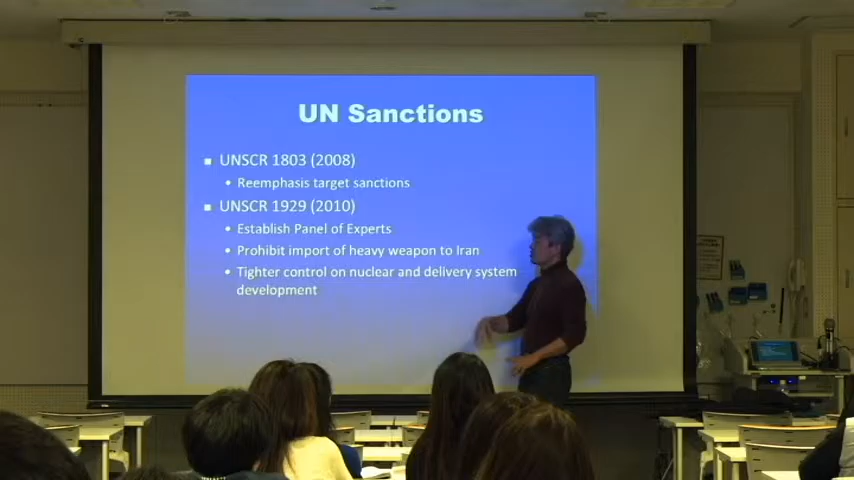 UN Sanctions
UNSCR 1803 (2008)
Reemphasis target sanctions
UNSCR 1929 (2010)
Establish Panel of Experts
Prohibit import of heavy weapon to Iran
Tighter control on nuclear and delivery system
development